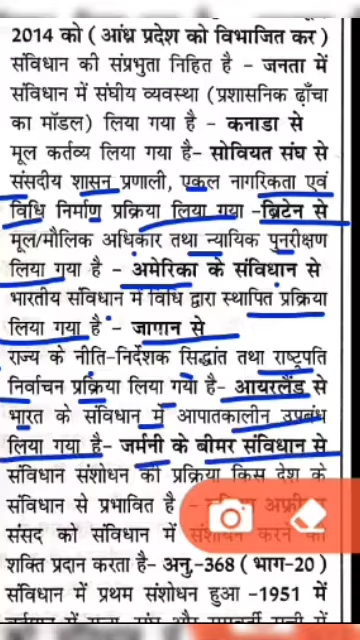 2014 को ( आंध्र प्रदेश को विभाजित कर )
संविधान की संप्रभुता निहित है - जनता में
संविधान में संघीय व्यवस्था (प्रशासनिक ढ़ाँचा
का मॉडल) लिया गया है - कनाडा से
मूल कर्तव्य लिया गया है- सोवियत संघ से
संसदीय शासन प्रणाली, एकल नागरिकता एवं
विधि निर्माण प्रक्रिया लिया गया -ब्रिटेन से
मूल/मौलिक अधिकार तथा न्यायिक पुनरीक्षण
लिया गया है - अमेरिका के संविधान से
भारतीय संविधान में विधि द्वारा स्थापित प्रक्रिया
लिया गया है - जापान से
राज्य के नीति-निर्देशक सिद्धांत तथा राष्ट्रपति
निर्वाचन प्रक्रिया लिया गया है- आयरलैंड से
भारत के संविधान में आपातकालीन उपबंध
लिया गया है- जर्मनी के बीमर संविधान से
संविधान संशोधन की प्रक्रिया किस देश के
संविधान से प्रभावित है -
संसद को संविधान में संशोधन करने की
शक्ति प्रदान करता है- अनु.-368 (भाग-20)
संविधान में प्रथम संशोधन हुआ -1951 में